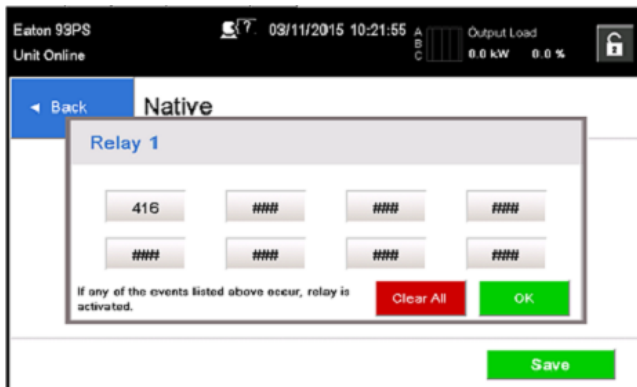 Eaton 93PS
03/11/2015 10:21:55
Unit Online
A
B
C
Output Load
0.0 kW 0.0 %
◄ Back
Native
Relay 1
416 ### ### ###
### ### ### ###
If any of the events listed above occur, relay is
activated.
Clear All
OK
Save